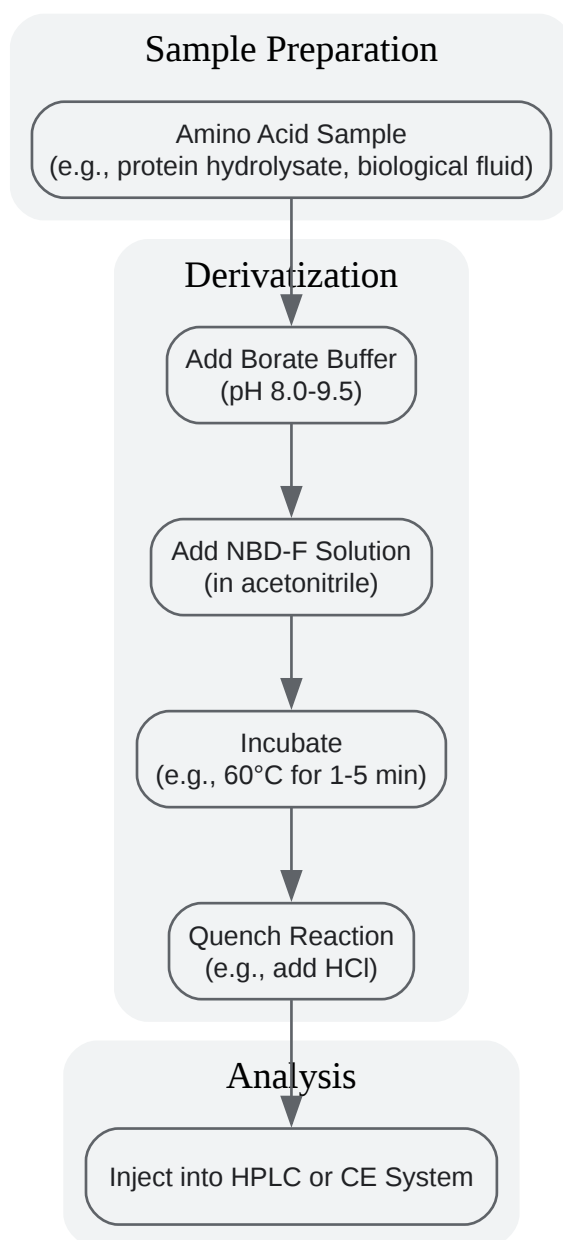 Sample Preparation
Amino Acid Sample
(e.g., protein hydrolysate, biological fluid)
Derivatization
Add Borate Buffer
(pH 8.0-9.5)
Add NBD-F Solution
(in acetonitrile)
Incubate
(e.g., 60°C for 1-5 min)
Quench Reaction
(e.g., add HCl)
Analysis
Inject into HPLC or CE System